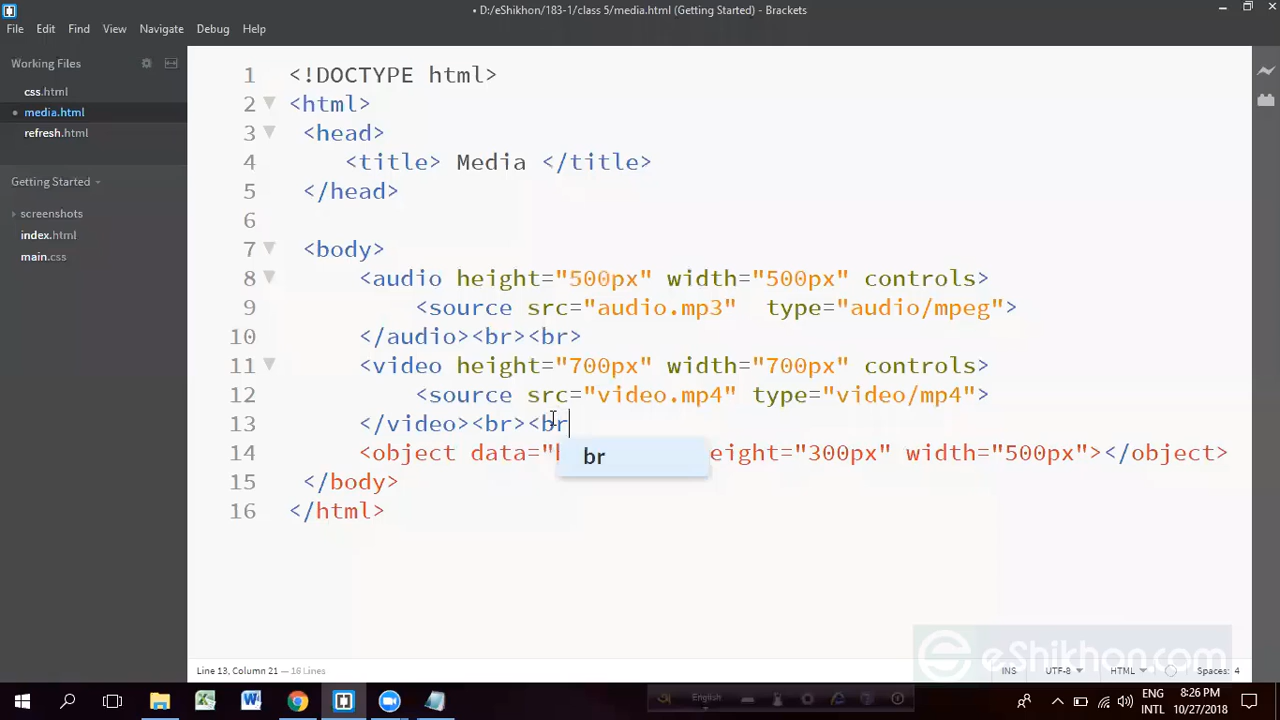 • D:/eShikhon/183-1/class 5/media.html (Getting Started) - Brackets
File Edit Find View Navigate Debug Help
Working Files
css.html
• media.html
refresh.html
Getting Started
screenshots
index.html
main.css
1 <!DOCTYPE html>
2 <html>
3 <head>
4 <title> Media </title>
5 </head>
6
7 <body>
8 <audio height="500px" width="500px" controls>
9 <source src="audio.mp3"  type="audio/mpeg">
10 </audio><br><br>
11 <video height="700px" width="700px" controls>
12 <source src="video.mp4" type="video/mp4">
13 </video><br><br
14 <object data=" eight="300px" width="500px"></object>
br
15 </body>
16 </html>
eShikhon.com
Line 13, Column 21 — 16 Lines
INS UTF-8 HTML Spaces: 4
English
ENG
INTL
8:26 PM
10/27/2018